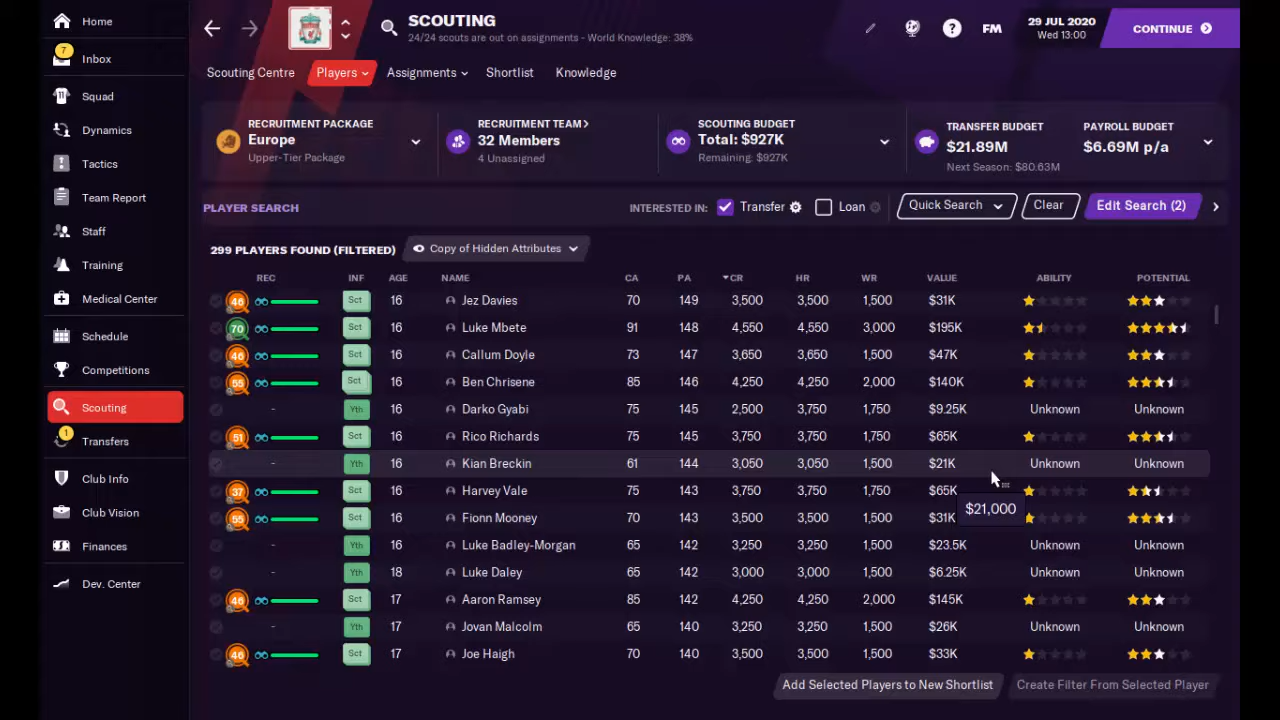 Home
7
Inbox
Squad
Dynamics
Tactics
Team Report
Staff
Training
Medical Center
Schedule
Competitions
Scouting
1
Transfers
Club Info
Club Vision
Finances
Dev. Center
SCOUTING
24/24 scouts are out on assignments - World Knowledge: 38%
? FM 29 JUL 2020
Wed 13:00
CONTINUE
Scouting Centre Players Assignments Shortlist Knowledge
RECRUITMENT PACKAGE
Europe
Upper-Tier Package
RECRUITMENT TEAM >
32 Members
4 Unassigned
SCOUTING BUDGET
Total: $927K
Remaining: $927K
TRANSFER BUDGET
$21.89M
Next Season: $80.63M
PAYROLL BUDGET
$6.69M p/a
PLAYER SEARCH INTERESTED IN: Transfer Loan Quick Search Clear Edit Search (2)
299 PLAYERS FOUND (FILTERED) Copy of Hidden Attributes
REC INF AGE NAME CA PA CR HR WR VALUE ABILITY POTENTIAL
46 Sct 16 Jez Davies 70 149 3,500 3,500 1,500 $31K
70 Sct 16 Luke Mbete 91 148 4,550 4,550 3,000 $195K
46 Sct 16 Callum Doyle 73 147 3,650 3,650 1,500 $47K
55 Sct 16 Ben Chrisene 85 146 4,250 4,250 2,000 $140K
- Yth 16 Darko Gyabi 75 145 2,500 3,750 1,750 $9.25K Unknown Unknown
51 Sct 16 Rico Richards 75 145 3,750 3,750 1,750 $65K
- Yth 16 Kian Breckin 61 144 3,050 3,050 1,500 $21K Unknown Unknown
37 Sct 16 Harvey Vale 75 143 3,750 3,750 1,750 $65K
$21,000
55 Sct 16 Fionn Mooney 70 143 3,500 3,500 1,500 $31K
- Yth 16 Luke Badley-Morgan 65 142 3,250 3,250 1,500 $23.5K Unknown Unknown
- Yth 18 Luke Daley 65 142 3,000 3,000 1,500 $6.25K Unknown Unknown
46 Sct 17 Aaron Ramsey 85 142 4,250 4,250 2,000 $145K
- Yth 17 Jovan Malcolm 65 140 3,250 3,250 1,500 $26K Unknown Unknown
46 Sct 17 Joe Haigh 70 140 3,500 3,500 1,500 $33K
Add Selected Players to New Shortlist Create Filter From Selected Player